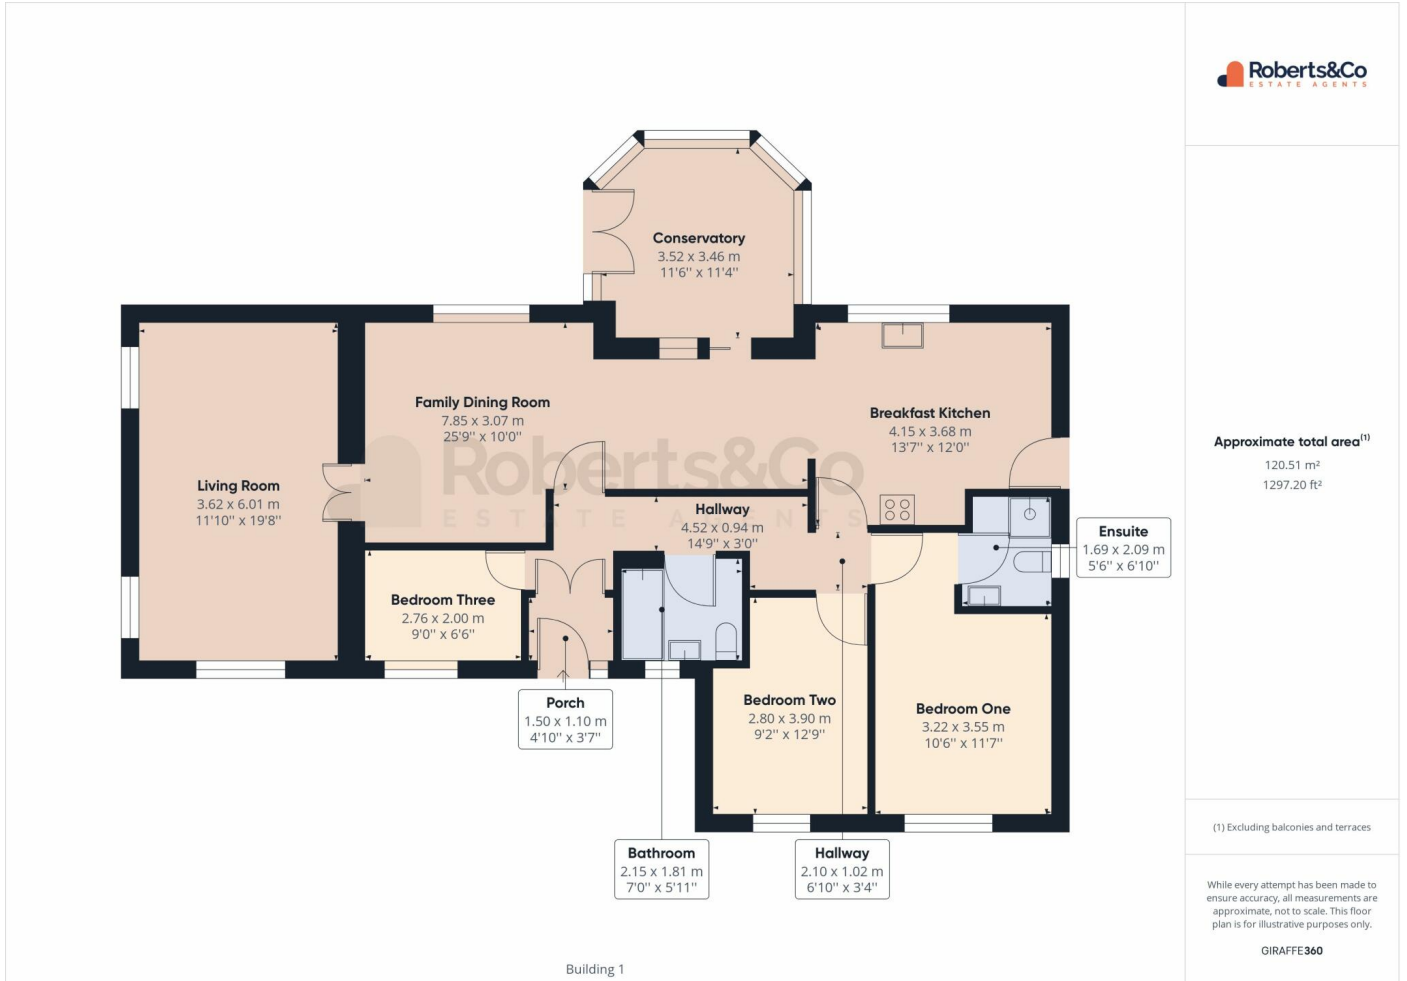 Roberts&Co
ESTATE AGENTS
Conservatory
3.52 x 3.46 m
11'6'' x 11'4''
Family Dining Room
7.85 x 3.07 m
25'9'' x 10'0''
Breakfast Kitchen
4.15 x 3.68 m
13'7'' x 12'0''
Living Room
3.62 x 6.01 m
11'10'' x 19'8''
Roberts&Co
ESTATE AGENTS
Hallway
4.52 x 0.94 m
14'9'' x 3'0''
Ensuite
1.69 x 2.09 m
5'6'' x 6'10''
Bedroom Three
2.76 x 2.00 m
9'0'' x 6'6''
Porch
1.50 x 1.10 m
4'10'' x 3'7''
Bedroom Two
2.80 x 3.90 m
9'2'' x 12'9''
Bedroom One
3.22 x 3.55 m
10'6'' x 11'7''
Bathroom
2.15 x 1.81 m
7'0'' x 5'11''
Hallway
2.10 x 1.02 m
6'10'' x 3'4''
Building 1
Approximate total area(1)
120.51 m²
1297.20 ft²
(1) Excluding balconies and terraces
While every attempt has been made to
ensure accuracy, all measurements are
approximate, not to scale. This floor
plan is for illustrative purposes only.
GIRAFFE360